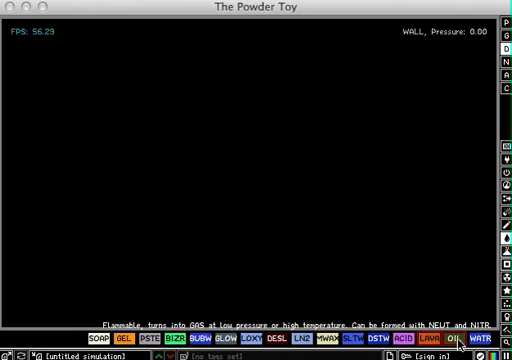 The Powder Toy
FPS: 56.29
WALL, Pressure: 0.00
P
G
D
N
A
C
Flammable, turns into GAS at low pressure or high temperature. Can be formed with NEUT and NITR.
SOAP GEL PSTE BIZR BUBW GLOW LOXY DESL LN2 MWAX SLTW DSTW ACID LAVA OIL WATR
[untitled simulation]
[no tags set]
[sign in]